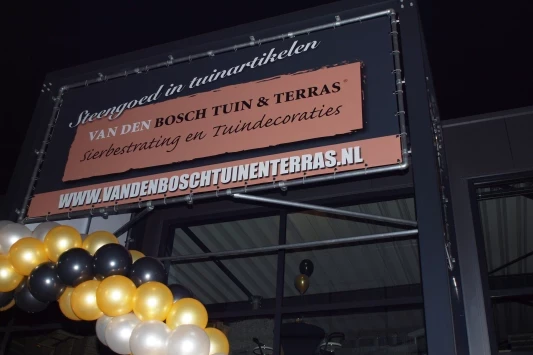 Steengoed in tuinartikelen
VAN DEN BOSCH TUIN & TERRAS®
Sierbestrating en Tuindecoraties
WWW.VANDENBOSCHTUINENTERRAS.NL